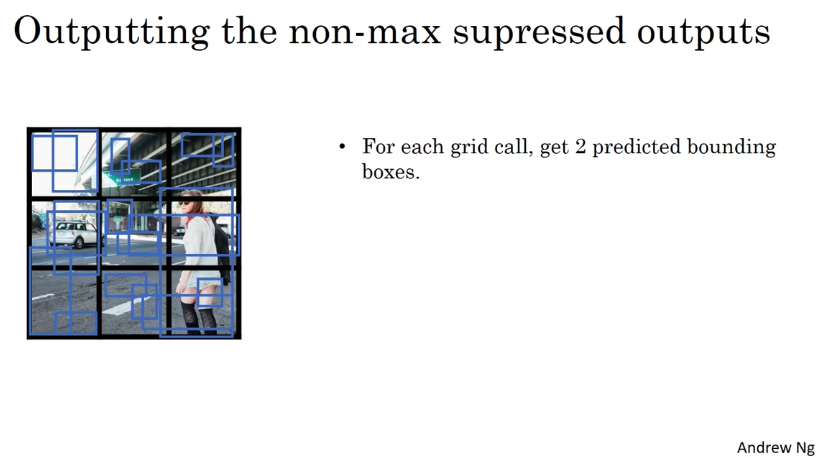 Outputting the non-max supressed outputs
• For each grid call, get 2 predicted bounding
boxes.
Andrew Ng